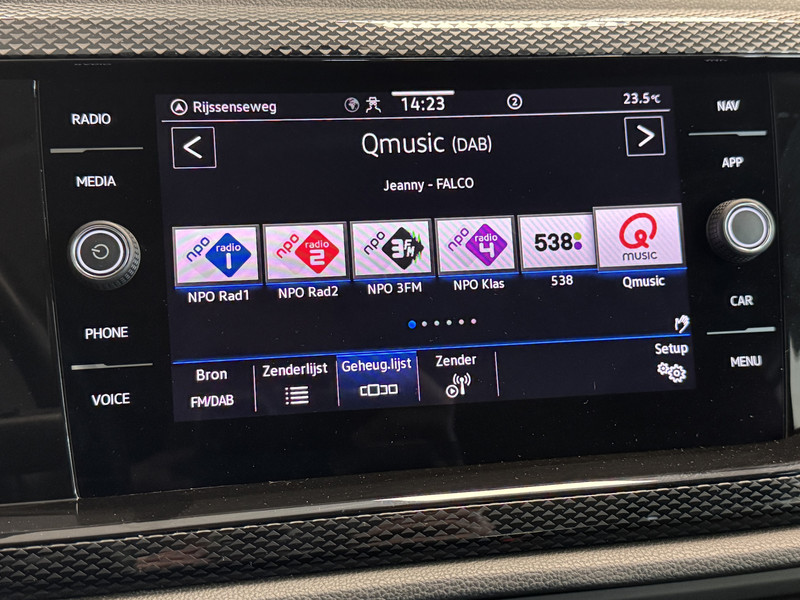 Rijssenseweg 14:23 2 23.5°C
RADIO
NAV
< Qmusic (DAB) >
MEDIA
APP
Jeanny - FALCO
npo radio 1
npo radio 2
npo 3FM
npo radio 4
538
Q MUSIC
NPO Rad1 NPO Rad2 NPO 3FM NPO Klas 538 Qmusic
CAR
PHONE
Bron Zenderlijst Geheug.lijst Zender Setup
MENU
FM/DAB
VOICE